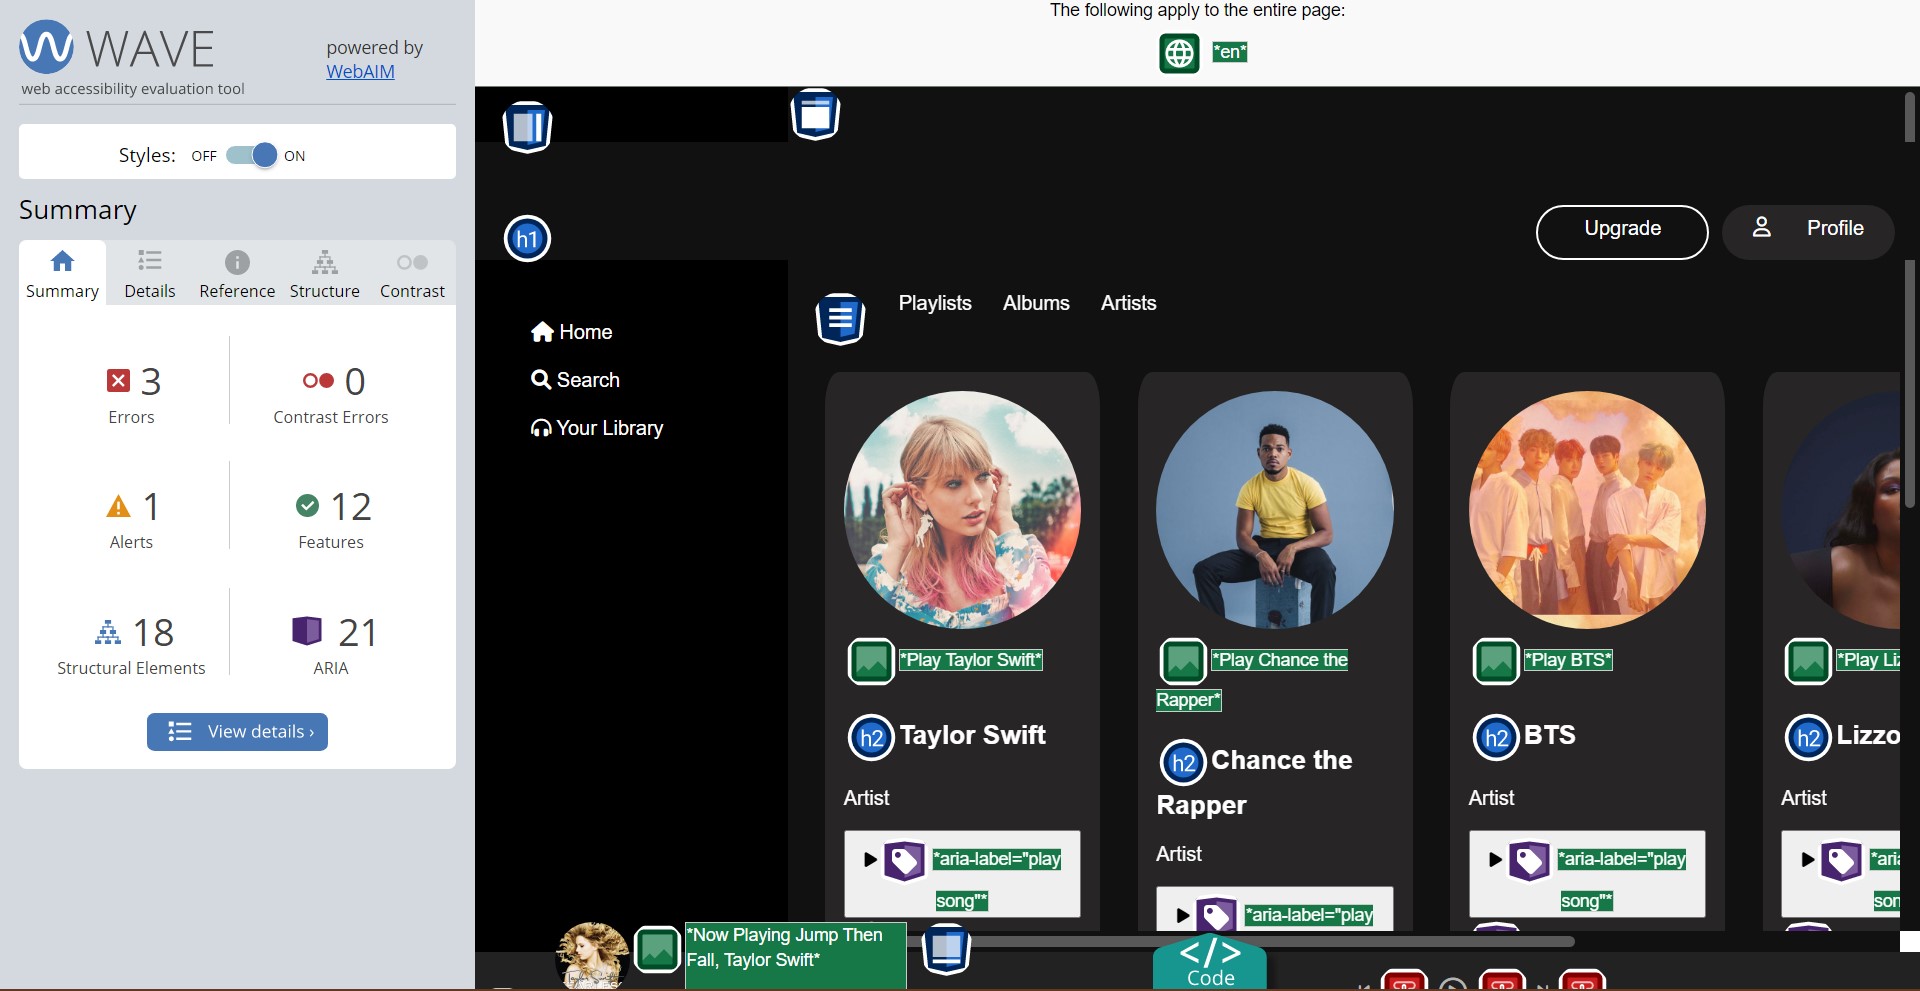 WAVE
powered by
WebAIM
web accessibility evaluation tool
Styles: OFF ON
Summary
Summary Details Reference Structure Contrast
3
Errors
0
Contrast Errors
1
Alerts
12
Features
18
Structural Elements
21
ARIA
View details ›
The following apply to the entire page:
*en*
h1
Upgrade
Profile
Home
Search
Your Library
Playlists Albums Artists
*Play Taylor Swift*
h2 Taylor Swift
Artist
*aria-label="play
song"*
*Play Chance the
Rapper*
h2 Chance the
Rapper
Artist
*aria-label="play
*Play BTS*
h2 BTS
Artist
*aria-label="play
song"*
*Play Liz
h2 Lizzo
Artist
*aria
son
*Now Playing Jump Then
Fall, Taylor Swift*
</>
Code